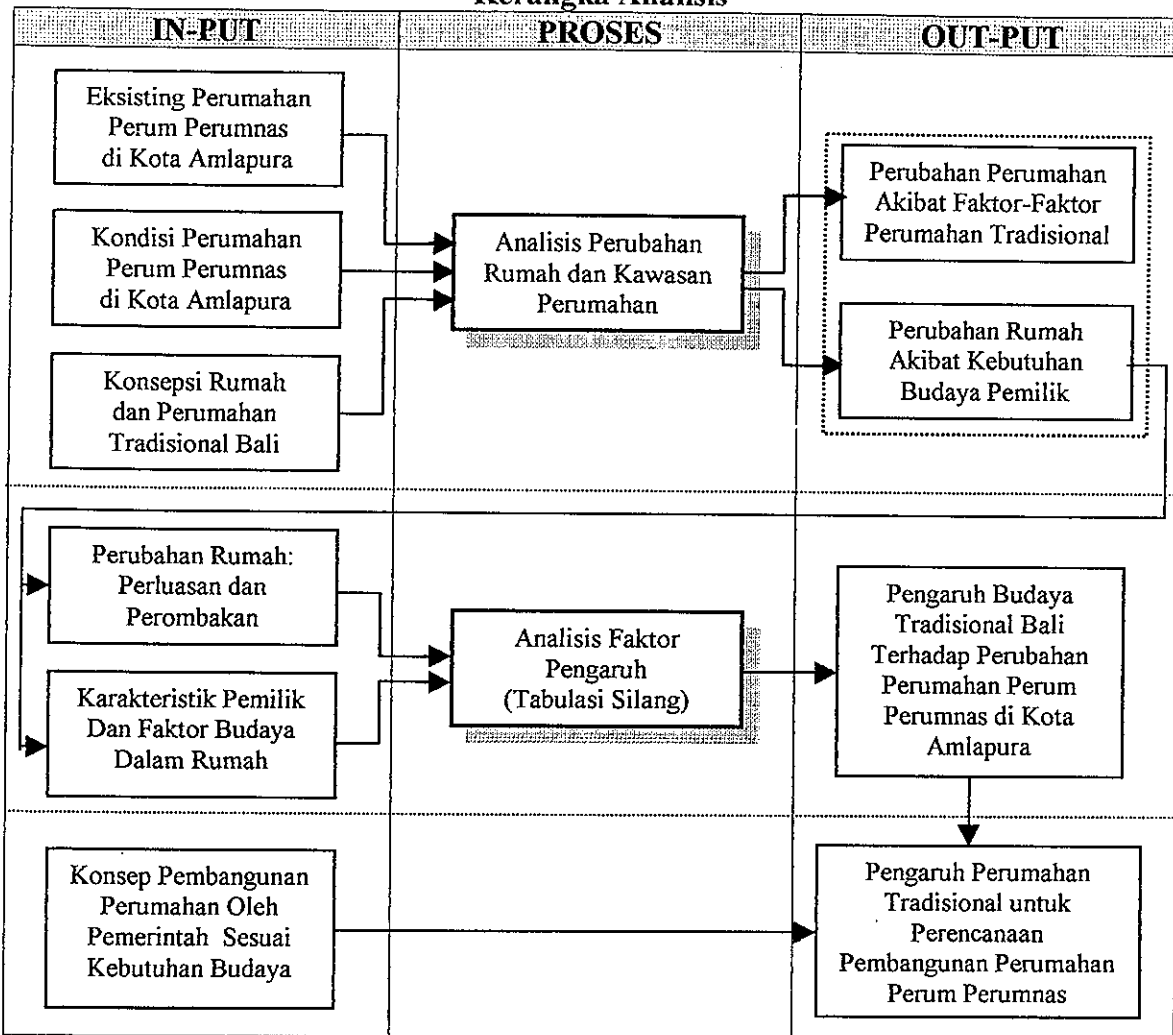 Kerangka Analisis
IN-PUT
PROSES
OUT-PUT
Eksisting Perumahan
Perum Perumnas
di Kota Amlapura
Kondisi Perumahan
Perum Perumnas
di Kota Amlapura
Konsepsi Rumah
dan Perumahan
Tradisional Bali
Analisis Perubahan
Rumah dan Kawasan
Perumahan
Perubahan Perumahan
Akibat Faktor-Faktor
Perumahan Tradisional
Perubahan Rumah
Akibat Kebutuhan
Budaya Pemilik
Perubahan Rumah:
Perluasan dan
Perombakan
Karakteristik Pemilik
Dan Faktor Budaya
Dalam Rumah
Analisis Faktor
Pengaruh
(Tabulasi Silang)
Pengaruh Budaya
Tradisional Bali
Terhadap Perubahan
Perumahan Perum
Perumnas di Kota
Amlapura
Konsep Pembangunan
Perumahan Oleh
Pemerintah Sesuai
Kebutuhan Budaya
Pengaruh Perumahan
Tradisional untuk
Perencanaan
Pembangunan Perumahan
Perum Perumnas